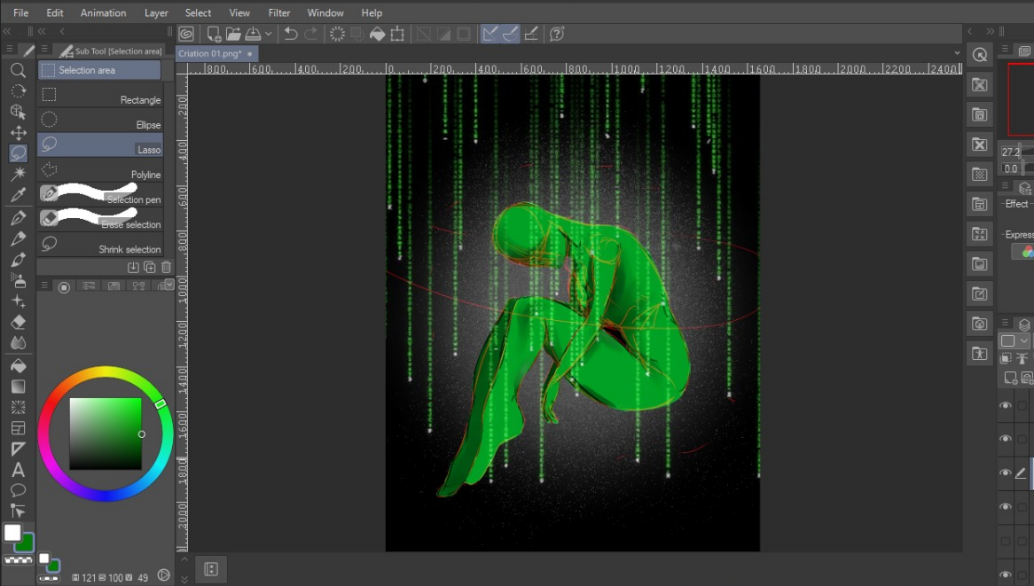 File Edit Animation Layer Select View Filter Window Help
Sub Tool [Selection area]
Criation 01.png*
Selection area
Rectangle
Ellipse
Lasso
Polyline
Selection pen
Erase selection
Shrink selection
800 600 400 200 0 200 400 600 800 1000 1200 1400 1600 1800 2000 2200 2400
200
400
600
800
1000
1200
1400
1600
1800
2000
27.2
0.0
Effect
Express
A
121 100 49